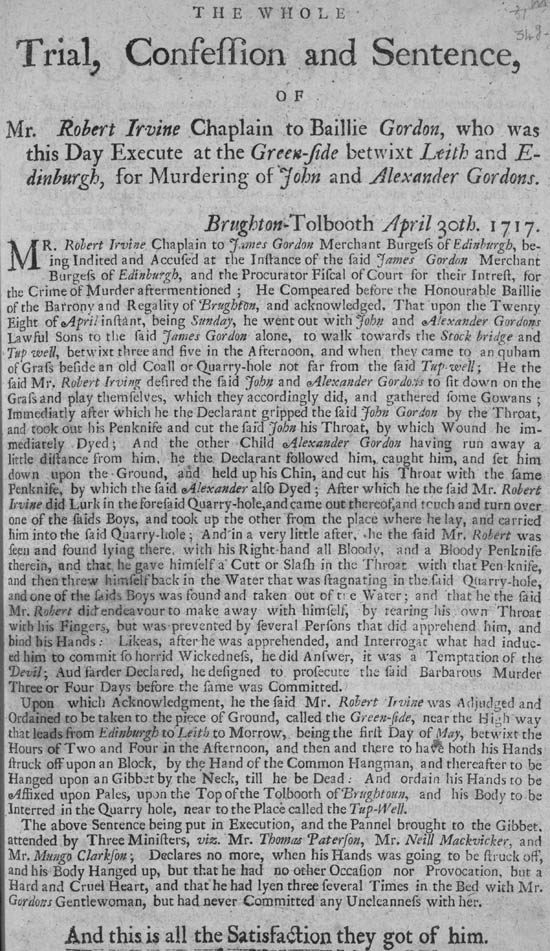 THE WHOLE
Trial, Confeſſion and Sentence,
OF
Mr. Robert Irvine Chaplain to Baillie Gordon, who was
this Day Execute at the Green-ſide betwixt Leith and E-
dinburgh, for Murdering of John and Alexander Gordons.
Brughton-Tolbooth April 30th. 1717.
MR. Robert Irvine Chaplain to James Gordon Merchant Burgeſs of Edinburgh, be-
ing Indited and Accuſed at the Inſtance of the ſaid James Gordon Merchant
Burgeſs of Edinburgh, and the Procurator Fiſcal of Court for their Intreſt, for
the Crime of Murder aftermentioned ; He Compeared before the Honourable Baillie
of the Barrony and Regality of Brughton, and acknowledged, That upon the Twenty
Eight of April inſtant, being Sunday, he went out with John and Alexander Gordons
Lawful Sons to the ſaid James Gordon alone, to walk towards the Stock bridge and
Tup well, betwixt three and five in the Afternoon, and when they came to an quham
of Graſs beſide an old Coall or Quarry-hole not far from the ſaid Tup-well ; He the
ſaid Mr. Robert Irving deſired the ſaid John and Alexander Gordons to ſit down on the
Graſs and play themſelves, which they accordingly did, and gathered ſome Gowans ;
Immediatly after which he the Declarant gripped the ſaid John Gordon by the Throat,
and took out his Penknife and cut the ſaid John his Throat, by which Wound he im-
mediately Dyed ; And the other Child Alexander Gordon having run away a
little diſtance from him, he the Declarant followed him, caught him, and ſet him
down upon the Ground, and held up his Chin, and cut his Throat with the ſame
Penknife, by which the ſaid Alexander alſo Dyed ; After which he the ſaid Mr. Robert
Irvine did Lurk in the foreſaid Quarry-hole, and came out thereof, and touch and turn over
one of the ſaids Boys, and took up the other from the place where he lay, and carried
him into the ſaid Quarry-hole ; And in a very little after, he the ſaid Mr. Robert was
ſeen and found lying there, with his Right-hand all Bloody, and a Bloody Penknife
therein, and that he gave himſelf a Cutt or Slaſh in the Throat with that Penknife,
and then threw himſelf back in the Water that was ſtagnating in the ſaid Quarry-hole,
and one of the ſaids Boys was found and taken out of the Water ; and that he the ſaid
Mr. Robert did endeavour to make away with himſelf, by tearing his own Throat
with his Fingers, but was prevented by ſeveral Perſons that did apprehend him, and
bind his Hands : Likeas, after he was apprehended, and Interrogat what had induc-
ed him to commit ſo horrid Wickedneſs, he did Anſwer, it was a Temptation of the
Devil ; Aud farder Declared, he deſigned to proſecute the ſaid Barbarous Murder
Three or Four Days before the ſame was Committed.
Upon which Acknowledgment, he the ſaid Mr. Robert Irvine was Adjudged and
Ordained to be taken to the piece of Ground, called the Green-ſide, near the High way
that leads from Edinburgh to Leith to Morrow, being the firſt Day of May, betwixt the
Hours of Two and Four in the Afternoon, and then and there to have both his Hands
ſtruck off upon an Block, by the Hand of the Common Hangman, and thereafter to be
Hanged upon an Gibbet by the Neck, till he be Dead : And ordain his Hands to be
Affixed upon Pales, upon the Top of the Tolbooth of Brughtoun, and his Body to be
Interred in the Quarry hole, near to the Place called the Tup-Well.
The above Sentence being put in Execution, and the Pannel brought to the Gibbet,
attended by Three Miniſters, viz. Mr. Thomas Paterſon, Mr. Neill Mackvicker, and
Mr. Mungo Clarkſon ; Declares no more, when his Hands was going to be ſtruck off,
and his Body Hanged up, but that he had no other Occaſion nor Provocation, but a
Hard and Cruel Heart, and that he had lyen three ſeveral Times in the Bed with Mr.
Gordons Gentlewoman, but had never Committed any Uncleanneſs with her.
And this is all the Satisfaction they got of him.